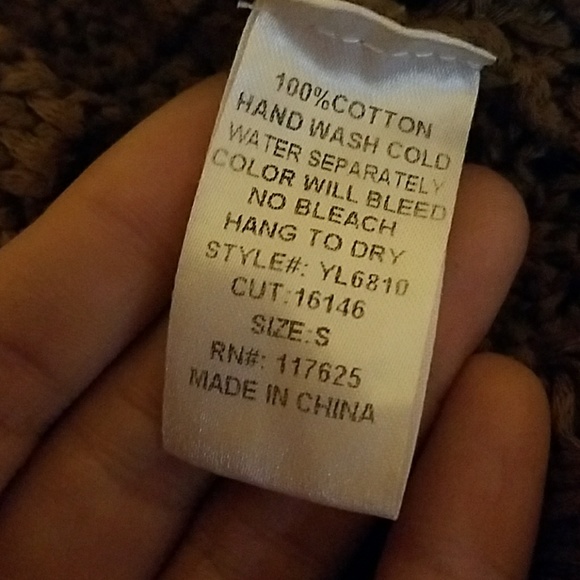 100%COTTON
HAND WASH COLD
WATER SEPARATELY
COLOR WILL BLEED
NO BLEACH
HANG TO DRY
STYLE#: YL6810
CUT:16146
SIZE:S
RN#: 117625
MADE IN CHINA